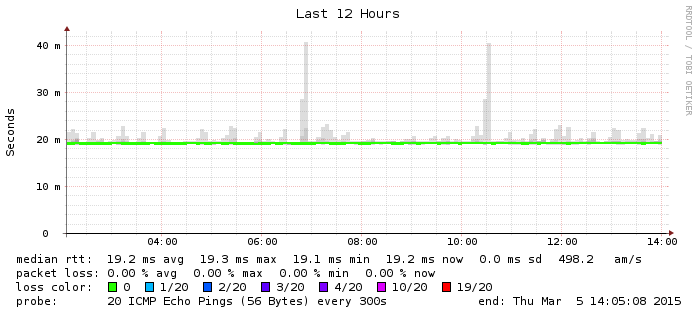 Last 12 Hours
RRDTOOL / TOBI OETIKER
Seconds
40 m
30 m
20 m
10 m
0
04:00 06:00 08:00 10:00 12:00 14:00
median rtt: 19.2 ms avg 19.3 ms max 19.1 ms min 19.2 ms now 0.0 ms sd 498.2 am/s
packet loss: 0.00 % avg 0.00 % max 0.00 % min 0.00 % now
loss color: 0 1/20 2/20 3/20 4/20 10/20 19/20
probe: 20 ICMP Echo Pings (56 Bytes) every 300s end: Thu Mar 5 14:05:08 2015